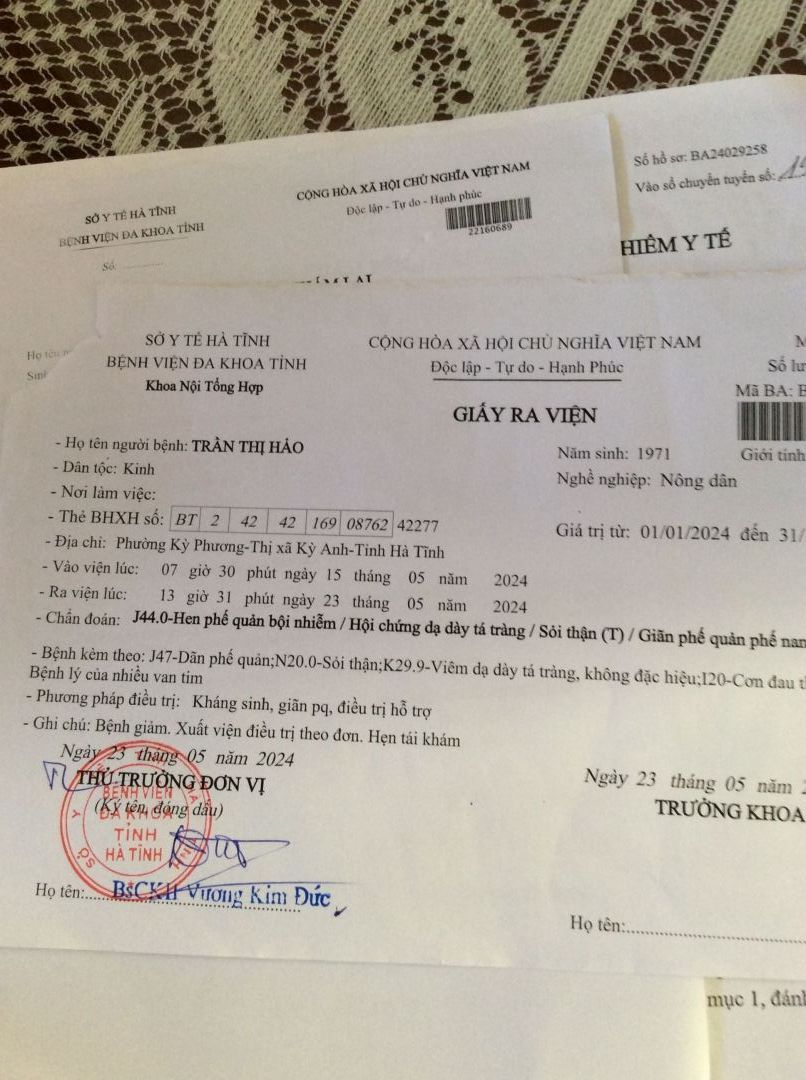 Số hồ sơ: BA24029258
Vào sổ chuyển tuyến số:
CỘNG HÒA XÃ HỘI CHỦ NGHĨA VIỆT NAM
Độc lập - Tự do - Hạnh phúc
SỞ Y TẾ HÀ TĨNH
BỆNH VIỆN ĐA KHOA TỈNH
Số:
22160689
HIỂM Y TẾ
Họ tên
Sinh
SỞ Y TẾ HÀ TĨNH
BỆNH VIỆN ĐA KHOA TỈNH
Khoa Nội Tổng Hợp
CỘNG HÒA XÃ HỘI CHỦ NGHĨA VIỆT NAM
Độc lập - Tự do - Hạnh Phúc
M
Số lư
Mã BA: B
GIẤY RA VIỆN
- Họ tên người bệnh: TRẦN THỊ HẢO
Năm sinh: 1971
Giới tính
- Dân tộc: Kinh
Nghề nghiệp: Nông dân
- Nơi làm việc:
- Thẻ BHXH số: BT 2 42 42 169 08762 42277
Giá trị từ: 01/01/2024 đến 31/
- Địa chỉ: Phường Kỳ Phương-Thị xã Kỳ Anh-Tỉnh Hà Tĩnh
- Vào viện lúc: 07 giờ 30 phút ngày 15 tháng 05 năm 2024
- Ra viện lúc: 13 giờ 31 phút ngày 23 tháng 05 năm 2024
- Chẩn đoán: J44.0-Hen phế quản bội nhiễm / Hội chứng dạ dày tá tràng / Sỏi thận (T) / Giãn phế quản phế nan
- Bệnh kèm theo: J47-Dãn phế quản;N20.0-Sỏi thận;K29.9-Viêm dạ dày tá tràng, không đặc hiệu;I20-Cơn đau t
Bệnh lý của nhiều van tim
- Phương pháp điều trị: Kháng sinh, giãn pq, điều trị hỗ trợ
- Ghi chú: Bệnh giảm. Xuất viện điều trị theo đơn. Hẹn tái khám
Ngày 23 tháng 05 năm 2024
THỦ TRƯỞNG ĐƠN VỊ
(Ký tên, đóng dấu)
BỆNH VIỆN
ĐA KHOA
TỈNH
HÀ TĨNH
SỞ Y
Họ tên: BsCKII Vương Kim Đức
Ngày 23 tháng 05 năm 2
TRƯỞNG KHOA
Họ tên:
mục 1, đánh